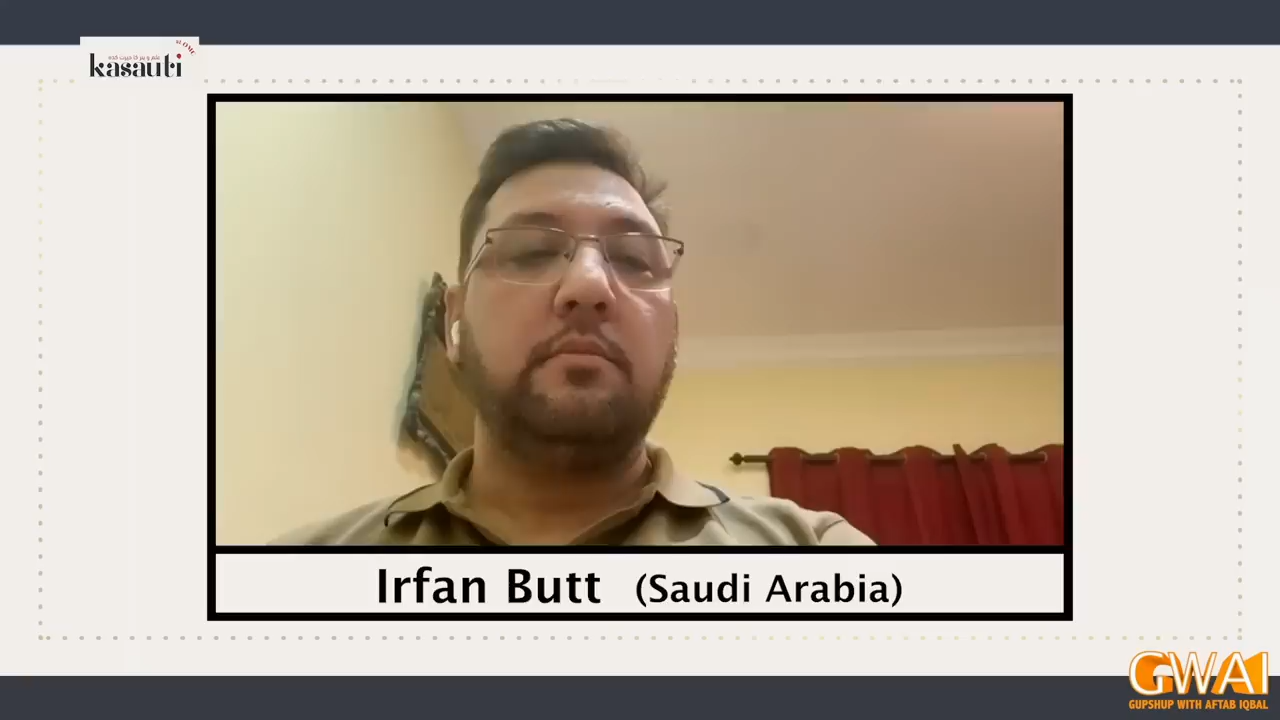 kasauti
Irfan Butt (Saudi Arabia)
GWAI
GUPSHUP WITH AFTAB IQBAL